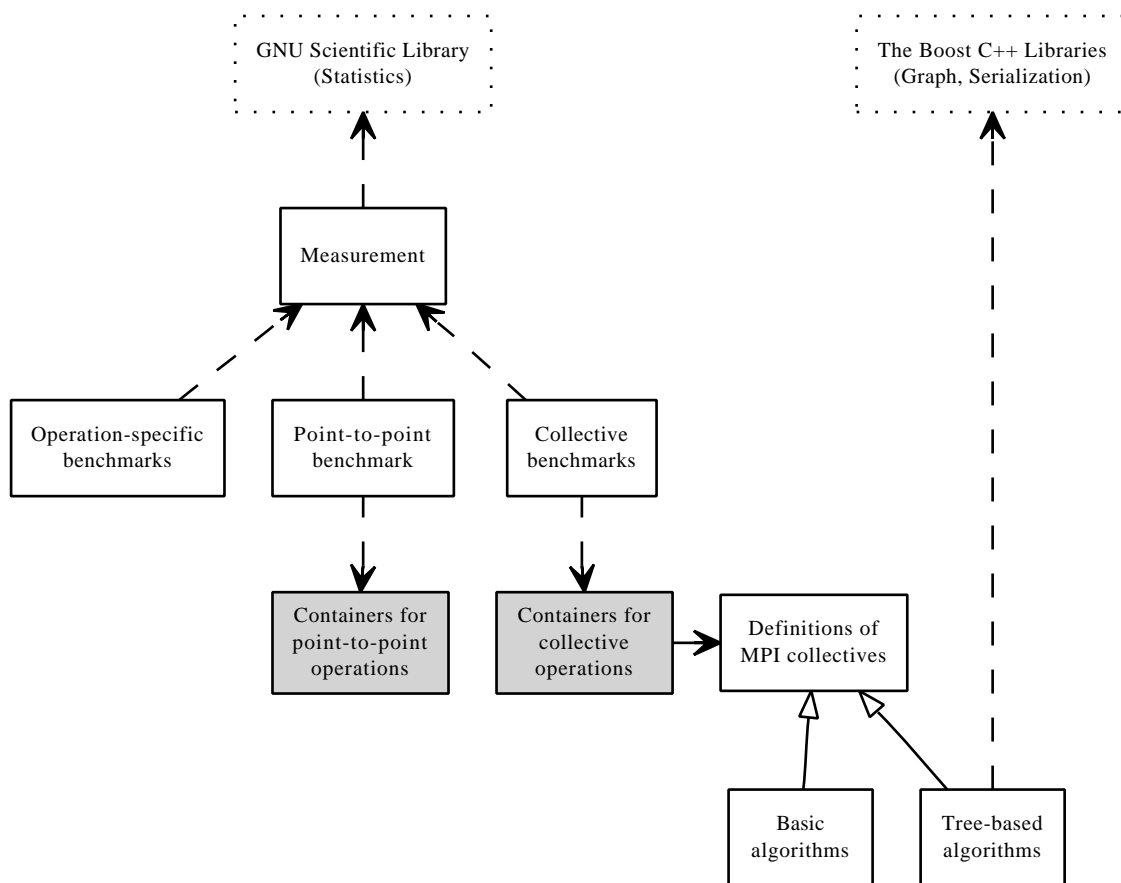 GNU Scientific Library
(Statistics)
The Boost C++ Libraries
(Graph, Serialization)
Measurement
Operation-specific
benchmarks
Point-to-point
benchmark
Collective
benchmarks
Containers for
point-to-point
operations
Containers for
collective
operations
Definitions of
MPI collectives
Basic
algorithms
Tree-based
algorithms